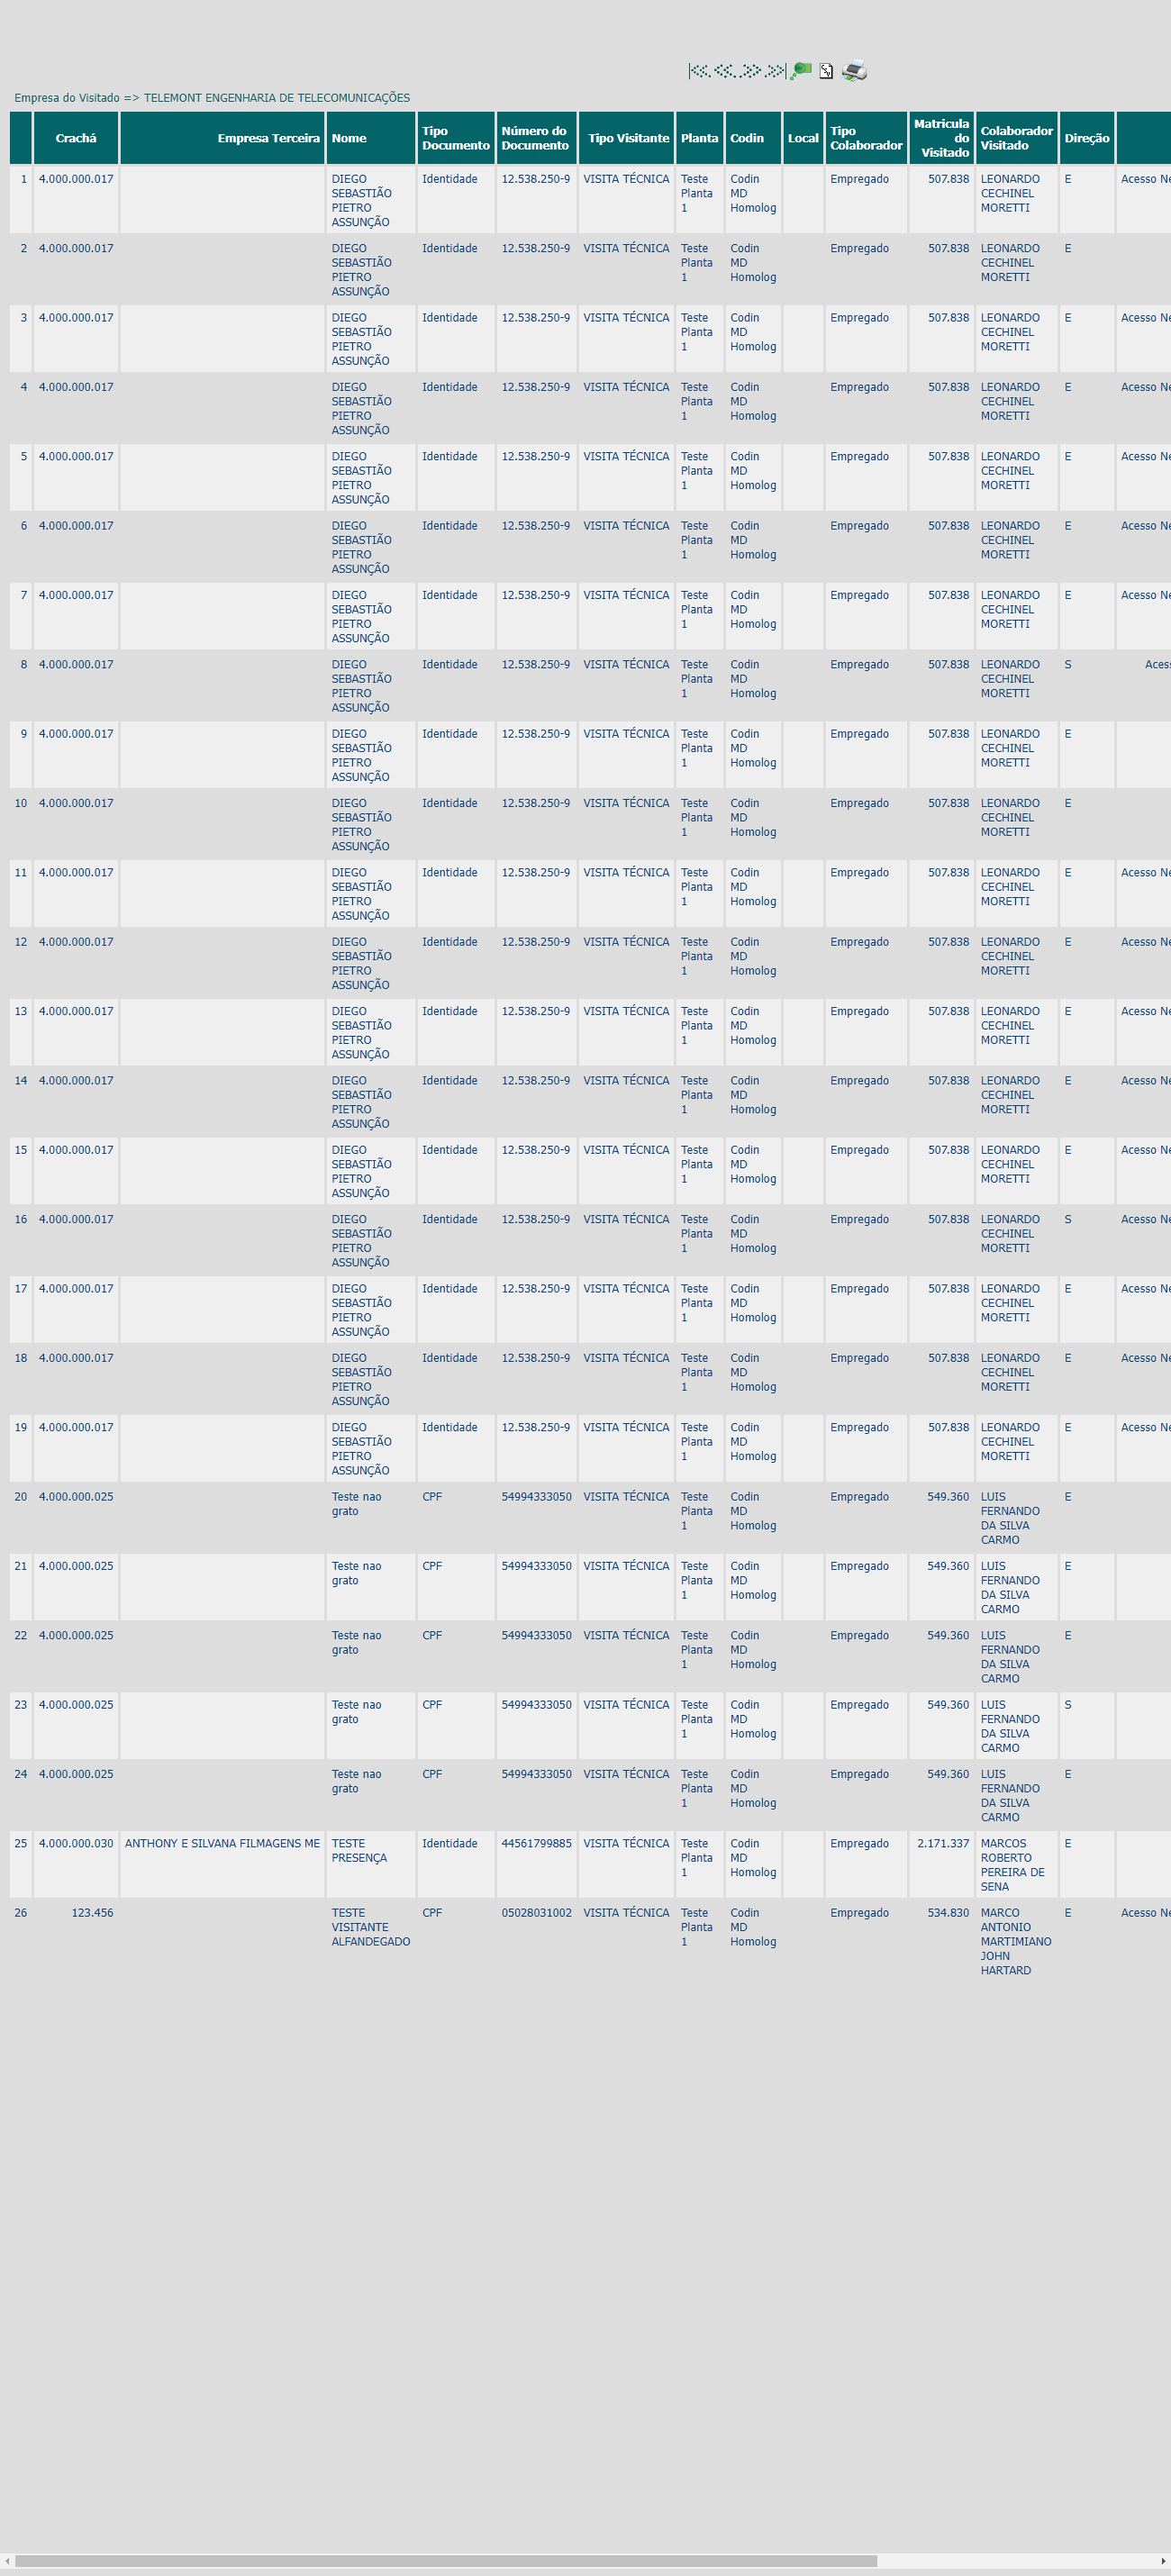 Empresa do Visitado => TELEMONT ENGENHARIA DE TELECOMUNICAÇÕES
Crachá Empresa Terceira Nome Tipo Documento Número do Documento Tipo Visitante Planta Codin Local Tipo Colaborador Matricula do Visitado Colaborador Visitado Direção
1 4.000.000.017 DIEGO SEBASTIÃO PIETRO ASSUNÇÃO Identidade 12.538.250-9 VISITA TÉCNICA Teste Planta 1 Codin MD Homolog Empregado 507.838 LEONARDO CECHINEL MORETTI E Acesso Ne
2 4.000.000.017 DIEGO SEBASTIÃO PIETRO ASSUNÇÃO Identidade 12.538.250-9 VISITA TÉCNICA Teste Planta 1 Codin MD Homolog Empregado 507.838 LEONARDO CECHINEL MORETTI E
3 4.000.000.017 DIEGO SEBASTIÃO PIETRO ASSUNÇÃO Identidade 12.538.250-9 VISITA TÉCNICA Teste Planta 1 Codin MD Homolog Empregado 507.838 LEONARDO CECHINEL MORETTI E Acesso Ne
4 4.000.000.017 DIEGO SEBASTIÃO PIETRO ASSUNÇÃO Identidade 12.538.250-9 VISITA TÉCNICA Teste Planta 1 Codin MD Homolog Empregado 507.838 LEONARDO CECHINEL MORETTI E Acesso Ne
5 4.000.000.017 DIEGO SEBASTIÃO PIETRO ASSUNÇÃO Identidade 12.538.250-9 VISITA TÉCNICA Teste Planta 1 Codin MD Homolog Empregado 507.838 LEONARDO CECHINEL MORETTI E Acesso Ne
6 4.000.000.017 DIEGO SEBASTIÃO PIETRO ASSUNÇÃO Identidade 12.538.250-9 VISITA TÉCNICA Teste Planta 1 Codin MD Homolog Empregado 507.838 LEONARDO CECHINEL MORETTI E Acesso Ne
7 4.000.000.017 DIEGO SEBASTIÃO PIETRO ASSUNÇÃO Identidade 12.538.250-9 VISITA TÉCNICA Teste Planta 1 Codin MD Homolog Empregado 507.838 LEONARDO CECHINEL MORETTI E Acesso Ne
8 4.000.000.017 DIEGO SEBASTIÃO PIETRO ASSUNÇÃO Identidade 12.538.250-9 VISITA TÉCNICA Teste Planta 1 Codin MD Homolog Empregado 507.838 LEONARDO CECHINEL MORETTI S Acess
9 4.000.000.017 DIEGO SEBASTIÃO PIETRO ASSUNÇÃO Identidade 12.538.250-9 VISITA TÉCNICA Teste Planta 1 Codin MD Homolog Empregado 507.838 LEONARDO CECHINEL MORETTI E
10 4.000.000.017 DIEGO SEBASTIÃO PIETRO ASSUNÇÃO Identidade 12.538.250-9 VISITA TÉCNICA Teste Planta 1 Codin MD Homolog Empregado 507.838 LEONARDO CECHINEL MORETTI E
11 4.000.000.017 DIEGO SEBASTIÃO PIETRO ASSUNÇÃO Identidade 12.538.250-9 VISITA TÉCNICA Teste Planta 1 Codin MD Homolog Empregado 507.838 LEONARDO CECHINEL MORETTI E Acesso Ne
12 4.000.000.017 DIEGO SEBASTIÃO PIETRO ASSUNÇÃO Identidade 12.538.250-9 VISITA TÉCNICA Teste Planta 1 Codin MD Homolog Empregado 507.838 LEONARDO CECHINEL MORETTI E Acesso Ne
13 4.000.000.017 DIEGO SEBASTIÃO PIETRO ASSUNÇÃO Identidade 12.538.250-9 VISITA TÉCNICA Teste Planta 1 Codin MD Homolog Empregado 507.838 LEONARDO CECHINEL MORETTI E Acesso Ne
14 4.000.000.017 DIEGO SEBASTIÃO PIETRO ASSUNÇÃO Identidade 12.538.250-9 VISITA TÉCNICA Teste Planta 1 Codin MD Homolog Empregado 507.838 LEONARDO CECHINEL MORETTI E Acesso Ne
15 4.000.000.017 DIEGO SEBASTIÃO PIETRO ASSUNÇÃO Identidade 12.538.250-9 VISITA TÉCNICA Teste Planta 1 Codin MD Homolog Empregado 507.838 LEONARDO CECHINEL MORETTI E Acesso Ne
16 4.000.000.017 DIEGO SEBASTIÃO PIETRO ASSUNÇÃO Identidade 12.538.250-9 VISITA TÉCNICA Teste Planta 1 Codin MD Homolog Empregado 507.838 LEONARDO CECHINEL MORETTI S Acesso Ne
17 4.000.000.017 DIEGO SEBASTIÃO PIETRO ASSUNÇÃO Identidade 12.538.250-9 VISITA TÉCNICA Teste Planta 1 Codin MD Homolog Empregado 507.838 LEONARDO CECHINEL MORETTI E Acesso Ne
18 4.000.000.017 DIEGO SEBASTIÃO PIETRO ASSUNÇÃO Identidade 12.538.250-9 VISITA TÉCNICA Teste Planta 1 Codin MD Homolog Empregado 507.838 LEONARDO CECHINEL MORETTI E Acesso Ne
19 4.000.000.017 DIEGO SEBASTIÃO PIETRO ASSUNÇÃO Identidade 12.538.250-9 VISITA TÉCNICA Teste Planta 1 Codin MD Homolog Empregado 507.838 LEONARDO CECHINEL MORETTI E Acesso Ne
20 4.000.000.025 Teste nao grato CPF 54994333050 VISITA TÉCNICA Teste Planta 1 Codin MD Homolog Empregado 549.360 LUIS FERNANDO DA SILVA CARMO E
21 4.000.000.025 Teste nao grato CPF 54994333050 VISITA TÉCNICA Teste Planta 1 Codin MD Homolog Empregado 549.360 LUIS FERNANDO DA SILVA CARMO E
22 4.000.000.025 Teste nao grato CPF 54994333050 VISITA TÉCNICA Teste Planta 1 Codin MD Homolog Empregado 549.360 LUIS FERNANDO DA SILVA CARMO E
23 4.000.000.025 Teste nao grato CPF 54994333050 VISITA TÉCNICA Teste Planta 1 Codin MD Homolog Empregado 549.360 LUIS FERNANDO DA SILVA CARMO S
24 4.000.000.025 Teste nao grato CPF 54994333050 VISITA TÉCNICA Teste Planta 1 Codin MD Homolog Empregado 549.360 LUIS FERNANDO DA SILVA CARMO E
25 4.000.000.030 ANTHONY E SILVANA FILMAGENS ME TESTE PRESENÇA Identidade 44561799885 VISITA TÉCNICA Teste Planta 1 Codin MD Homolog Empregado 2.171.337 MARCOS ROBERTO PEREIRA DE SENA E
26 123.456 TESTE VISITANTE ALFANDEGADO CPF 05028031002 VISITA TÉCNICA Teste Planta 1 Codin MD Homolog Empregado 534.830 MARCO ANTONIO MARTIMIANO JOHN HARTARD E Acesso Ne